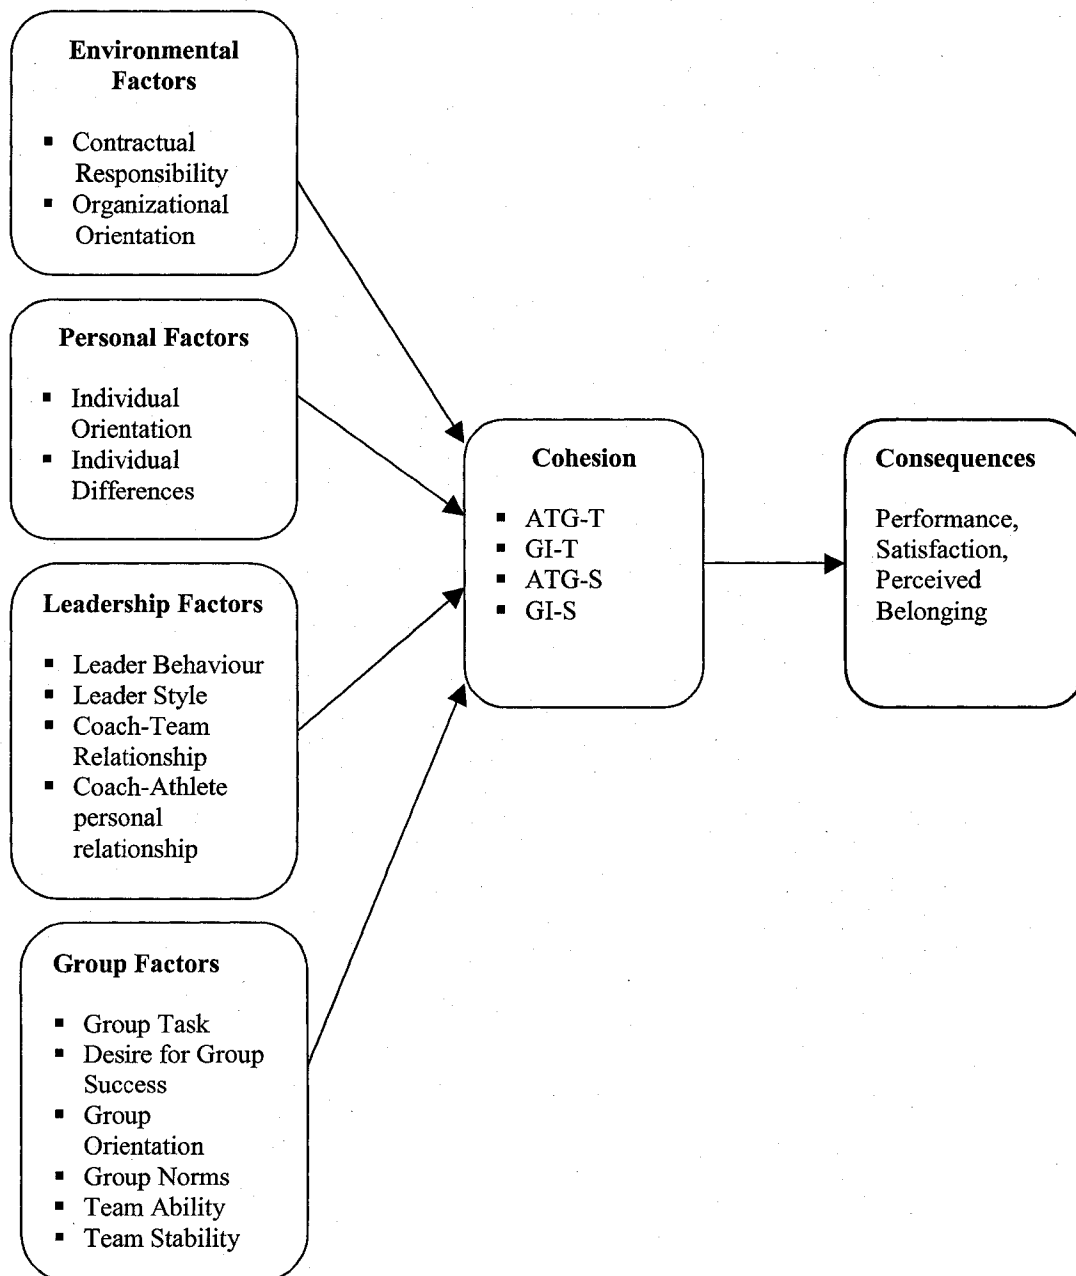 Environmental
Factors
▪ Contractual
Responsibility
▪ Organizational
Orientation
Personal Factors
▪ Individual
Orientation
▪ Individual
Differences
Leadership Factors
▪ Leader Behaviour
▪ Leader Style
▪ Coach-Team
Relationship
▪ Coach-Athlete
personal
relationship
Group Factors
▪ Group Task
▪ Desire for Group
Success
▪ Group
Orientation
▪ Group Norms
▪ Team Ability
▪ Team Stability
Cohesion
▪ ATG-T
▪ GI-T
▪ ATG-S
▪ GI-S
Consequences
Performance,
Satisfaction,
Perceived
Belonging